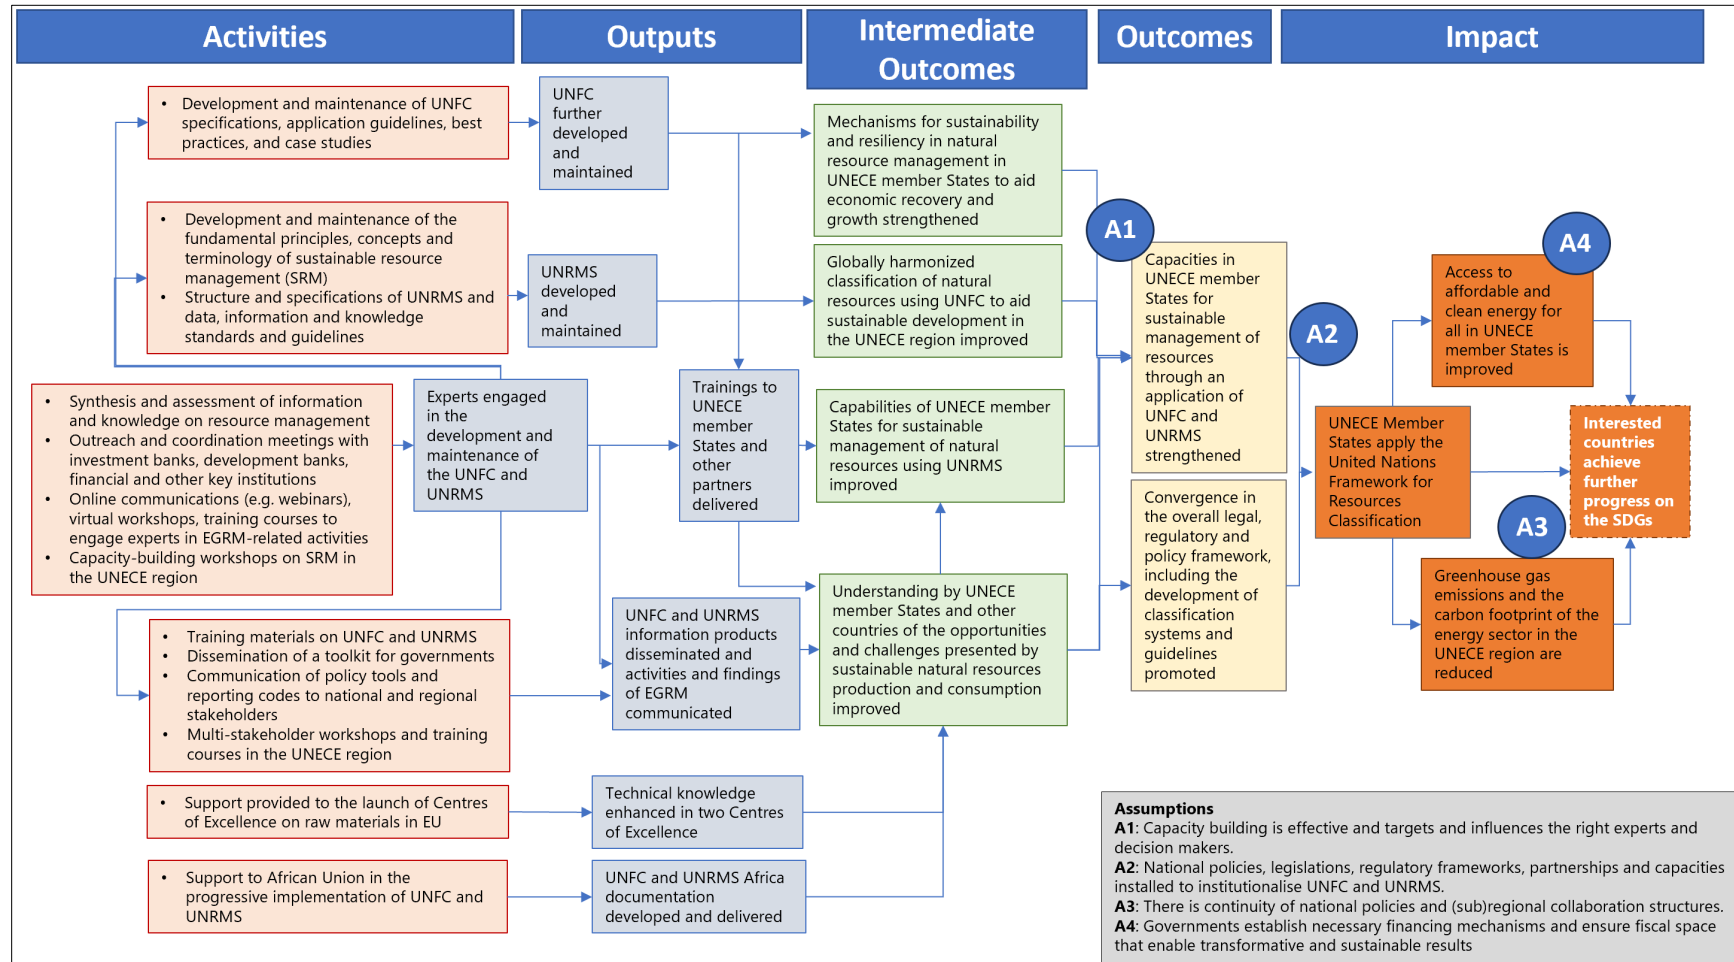 Activities
Outputs
Intermediate
Outcomes
Outcomes
Impact
• Development and maintenance of UNFC
specifications, application guidelines, best
practices, and case studies
• Development and maintenance of the
fundamental principles, concepts and
terminology of sustainable resource
management (SRM)
• Structure and specifications of UNRMS and
data, information and knowledge
standards and guidelines
• Synthesis and assessment of information
and knowledge on resource management
• Outreach and coordination meetings with
investment banks, development banks,
financial and other key institutions
• Online communications (e.g. webinars),
virtual workshops, training courses to
engage experts in EGRM-related activities
• Capacity-building workshops on SRM in
the UNECE region
• Training materials on UNFC and UNRMS
• Dissemination of a toolkit for governments
• Communication of policy tools and
reporting codes to national and regional
stakeholders
• Multi-stakeholder workshops and training
courses in the UNECE region
• Support provided to the launch of Centres
of Excellence on raw materials in EU
• Support to African Union in the
progressive implementation of UNFC and
UNRMS
UNFC
further
developed
and
maintained
UNRMS
developed
and
maintained
Experts engaged
in the
development and
maintenance of
the UNFC and
UNRMS
Trainings to
UNECE
member
States and
other
partners
delivered
UNFC and UNRMS
information products
disseminated and
activities and findings
of EGRM
communicated
Technical knowledge
enhanced in two Centres
of Excellence
UNFC and UNRMS Africa
documentation
developed and delivered
Mechanisms for sustainability
and resiliency in natural
resource management in
UNECE member States to aid
economic recovery and
growth strengthened
Globally harmonized
classification of natural
resources using UNFC to aid
sustainable development in
the UNECE region improved
Capabilities of UNECE member
States for sustainable
management of natural
resources using UNRMS
improved
Understanding by UNECE
member States and other
countries of the opportunities
and challenges presented by
sustainable natural resources
production and consumption
improved
A1
Capacities in
UNECE member
States for
sustainable
management of
resources
through an
application of
UNFC and
UNRMS
strengthened
Convergence in
the overall legal,
regulatory and
policy framework,
including the
development of
classification
systems and
guidelines
promoted
A2
UNECE Member
States apply the
United Nations
Framework for
Resources
Classification
A4
Access to
affordable and
clean energy for
all in UNECE
member States is
improved
Interested
countries
achieve
further
progress on
the SDGs
A3
Greenhouse gas
emissions and the
carbon footprint of the
energy sector in the
UNECE region are
reduced
Assumptions
A1: Capacity building is effective and targets and influences the right experts and
decision makers.
A2: National policies, legislations, regulatory frameworks, partnerships and capacities
installed to institutionalise UNFC and UNRMS.
A3: There is continuity of national policies and (sub)regional collaboration structures.
A4: Governments establish necessary financing mechanisms and ensure fiscal space
that enable transformative and sustainable results